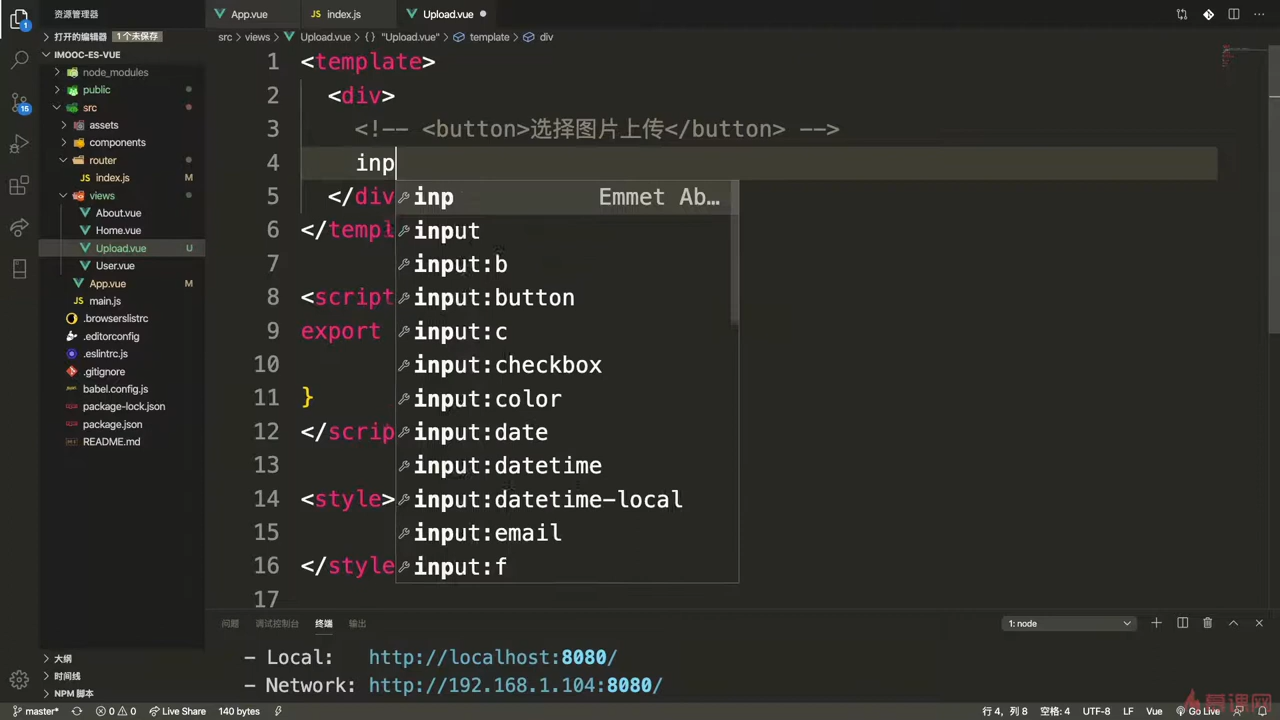 资源管理器
App.vue
index.js
Upload.vue
打开的编辑器 1 个未保存
src > views > Upload.vue > {} "Upload.vue" > template > div
IMOOC-ES-VUE
node_modules
public
src
assets
components
router
index.js M
views
About.vue
Home.vue
Upload.vue U
User.vue
App.vue M
main.js
.browserslistrc
.editorconfig
.eslintrc.js
.gitignore
babel.config.js
package-lock.json
package.json
README.md
大纲
时间线
NPM 脚本
1
15
1 <template>
2 <div>
3 <!-- <button>选择图片上传</button> -->
4 inp
5 </div
6 </templ
7
8 <script
9 export
10
11 }
12 </scrip
13
14 <style>
15
16 </style
17
inp Emmet Ab…
input
input:b
input:button
input:c
input:checkbox
input:color
input:date
input:datetime
input:datetime-local
input:email
input:f
问题 调试控制台 终端 输出 1: node
- Local: http://localhost:8080/
- Network: http://192.168.1.104:8080/
master* 0 0 Live Share 140 bytes 行 4，列 8 空格: 4 UTF-8 LF Vue Go Live
慕课网